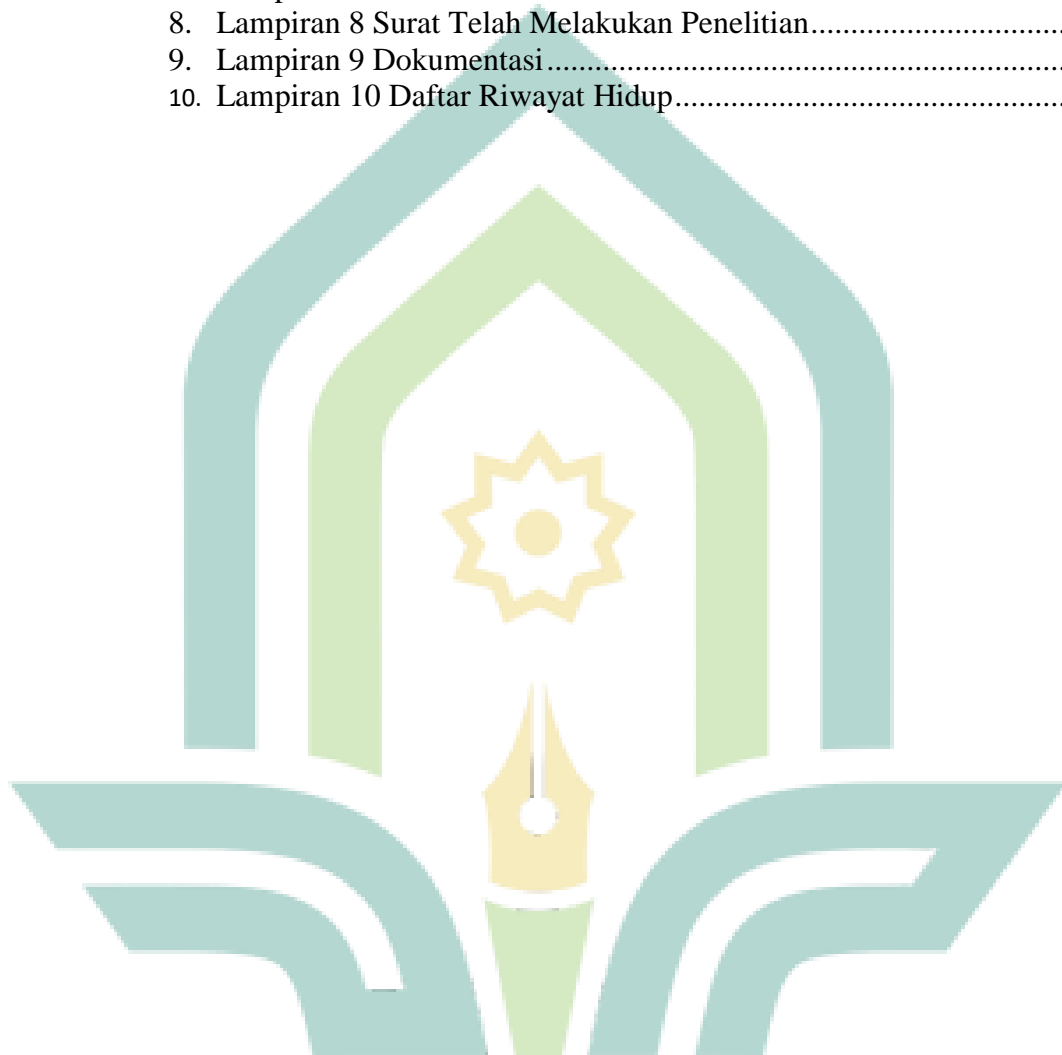 8. Lampiran 8 Surat Telah Melakukan Penelitian....................................
9. Lampiran 9 Dokumentasi.......................................................................
10. Lampiran 10 Daftar Riwayat Hidup.....................................................